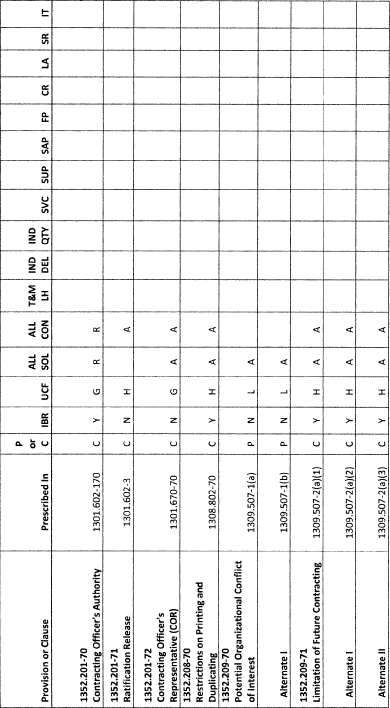 P
or ALL ALL T&M IND IND
Provision or Clause Prescribed In C IBR UCF SOL CON LH DEL QTY SVC SUP SAP FP CR LA SR IT
1352.201-70
Contracting Officer's Authority 1301.602-170 C Y G R R
1352.201-71
Ratification Release 1301.602-3 C N H A
1352.201-72
Contracting Officer's
Representative (COR) 1301.670-70 C N G A A
1352.208-70
Restrictions on Printing and
Duplicating 1308.802-70 C Y H A A
1352.209-70
Potential Organizational Conflict
of Interest 1309.507-1(a) P N L A
Alternate I 1309.507-1(b) P N L A
1352.209-71
Limitation of Future Contracting 1309.507-2(a)(1) C Y H A A
Alternate I 1309.507-2(a)(2) C Y H A A
Alternate II 1309.507-2(a)(3) C Y H A A